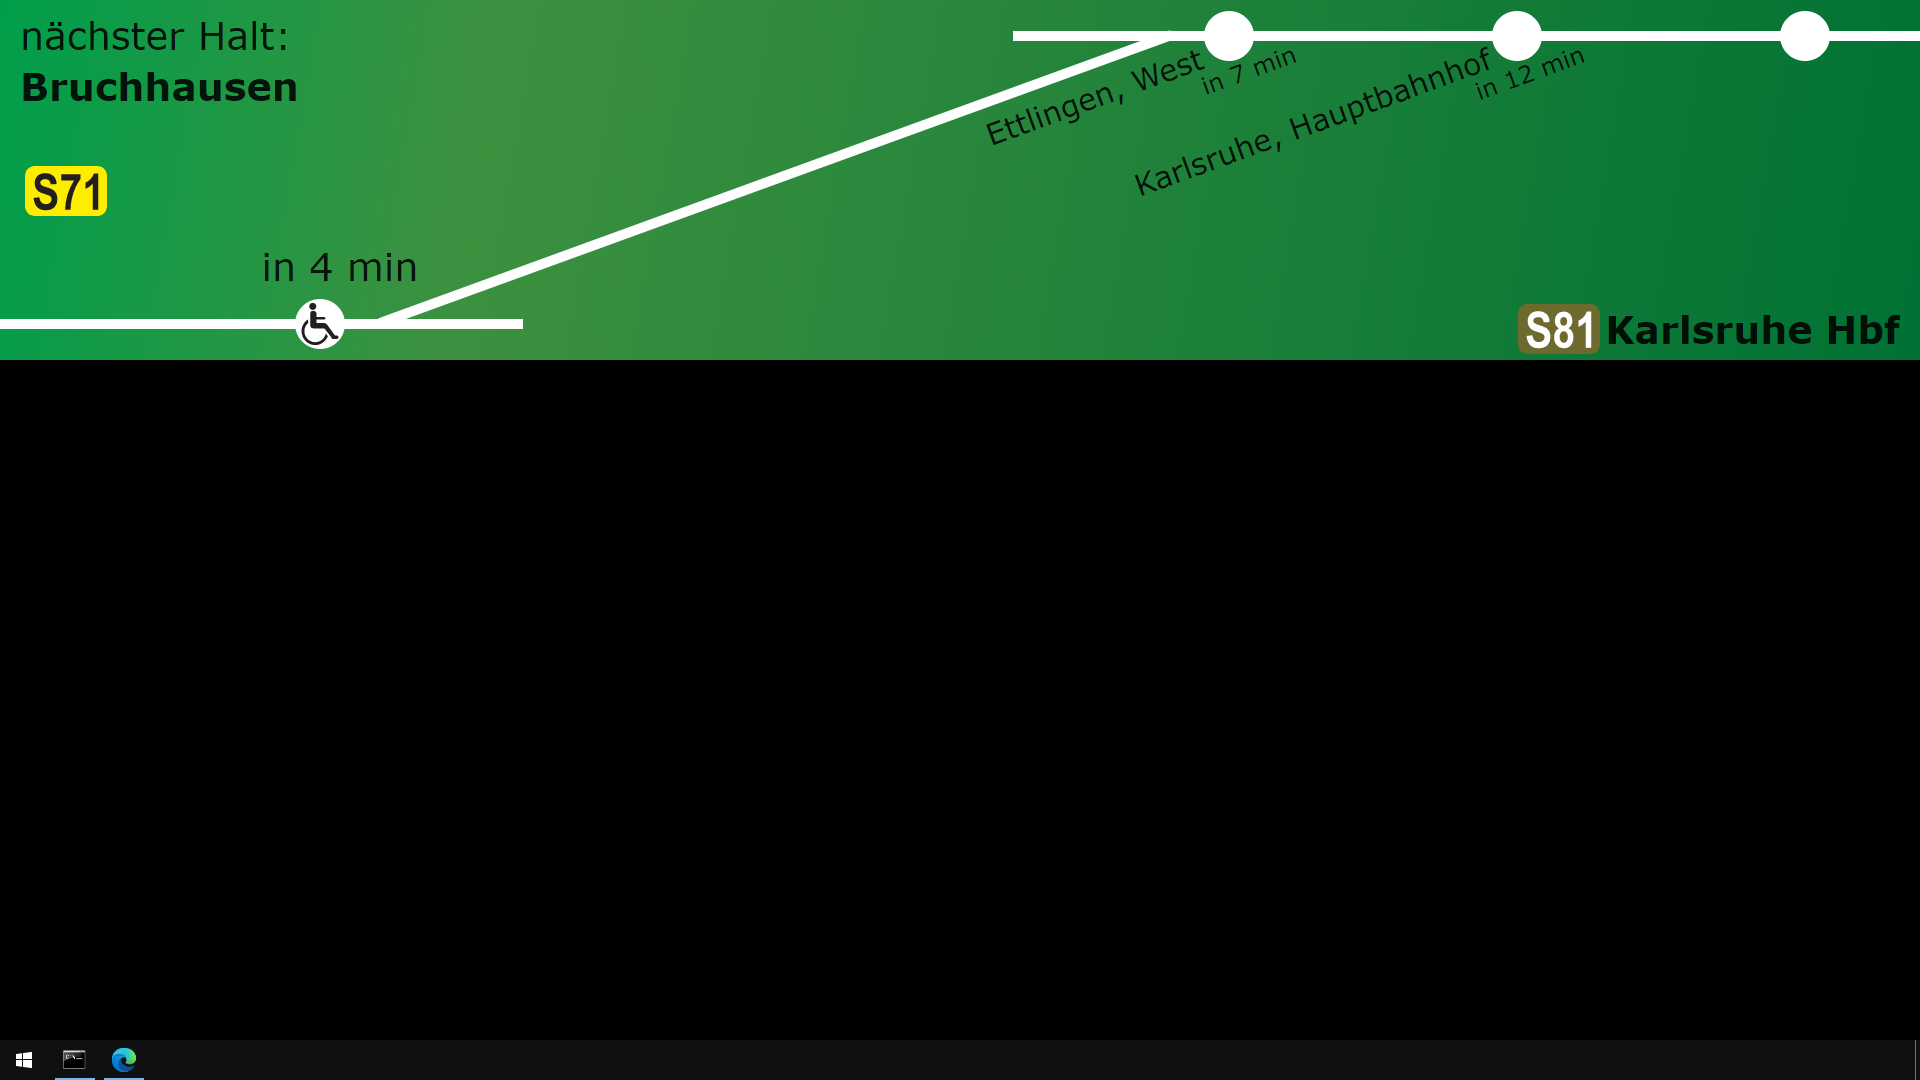 nächster Halt:
Bruchhausen
S71
in 4 min
Ettlingen, West
in 7 min
Karlsruhe, Hauptbahnhof
in 12 min
S81 Karlsruhe Hbf